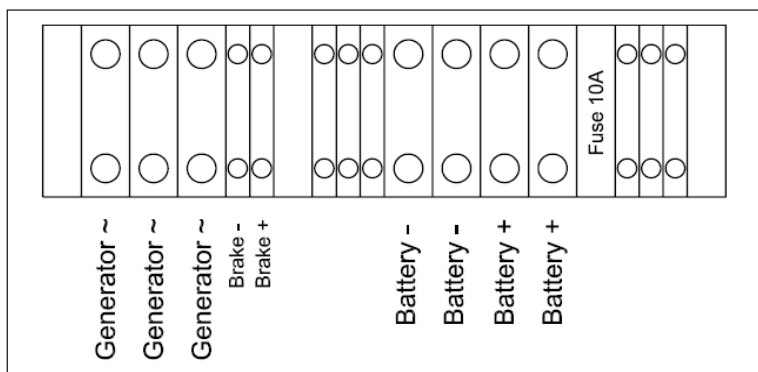 Fuse 10A
Generator ~
Generator ~
Generator ~
Brake -
Brake +
Battery -
Battery -
Battery +
Battery +